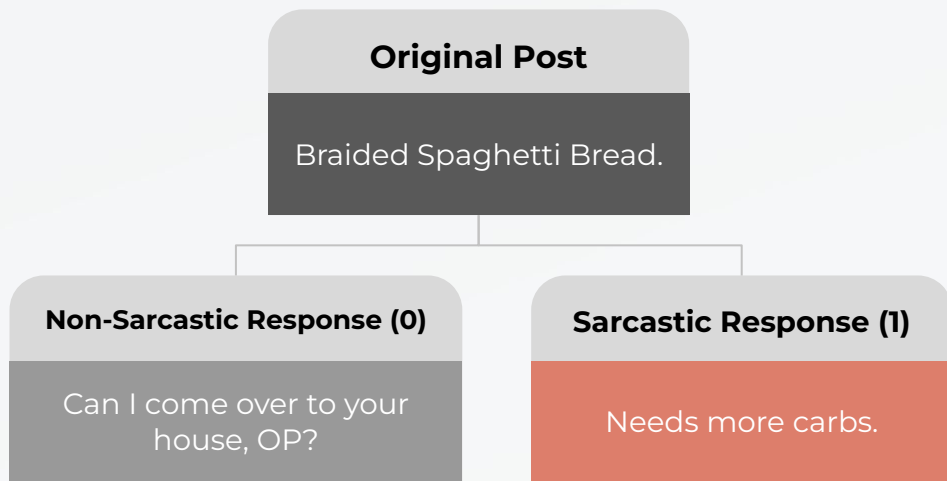 Original Post
Braided Spaghetti Bread.
Non-Sarcastic Response (0)
Can I come over to your
house, OP?
Sarcastic Response (1)
Needs more carbs.